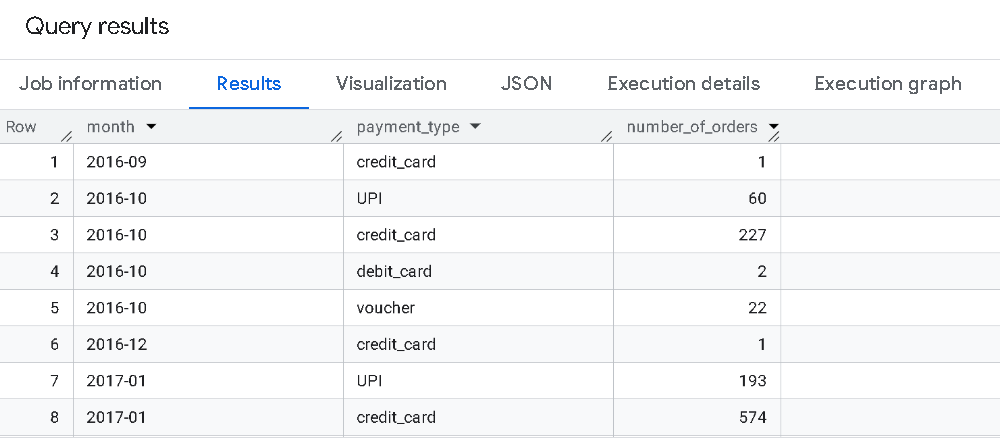 Query results
Job information Results Visualization JSON Execution details Execution graph
Row month payment_type number_of_orders
1 2016-09 credit_card 1
2 2016-10 UPI 60
3 2016-10 credit_card 227
4 2016-10 debit_card 2
5 2016-10 voucher 22
6 2016-12 credit_card 1
7 2017-01 UPI 193
8 2017-01 credit_card 574